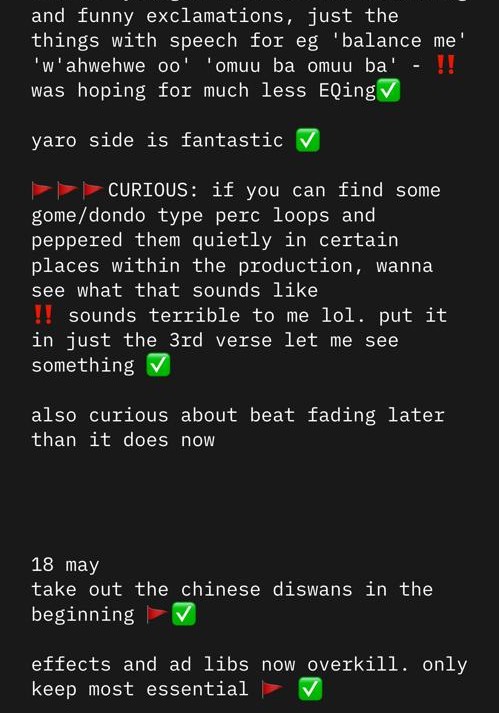 and funny exclamations, just the
things with speech for eg 'balance me'
'w'ahwehwe oo' 'omuu ba omuu ba' - ‼️
was hoping for much less EQing✅
yaro side is fantastic ✅
🚩🚩🚩CURIOUS: if you can find some
gome/dondo type perc loops and
peppered them quietly in certain
places within the production, wanna
see what that sounds like
‼️ sounds terrible to me lol. put it
in just the 3rd verse let me see
something ✅
also curious about beat fading later
than it does now
18 may
take out the chinese diswans in the
beginning 🚩✅
effects and ad libs now overkill. only
keep most essential 🚩 ✅